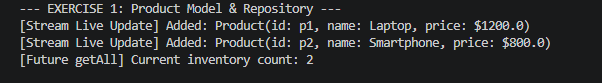 --- EXERCISE 1: Product Model & Repository ---
[Stream Live Update] Added: Product(id: p1, name: Laptop, price: $1200.0)
[Stream Live Update] Added: Product(id: p2, name: Smartphone, price: $800.0)
[Future getAll] Current inventory count: 2